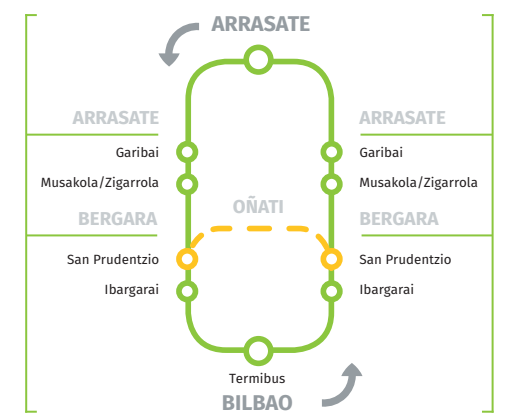 ARRASATE
ARRASATE
Garibai
Musakola/Zigarrola
BERGARA
San Prudentzio
Ibargarai
OÑATI
ARRASATE
Garibai
Musakola/Zigarrola
BERGARA
San Prudentzio
Ibargarai
Termibus
BILBAO